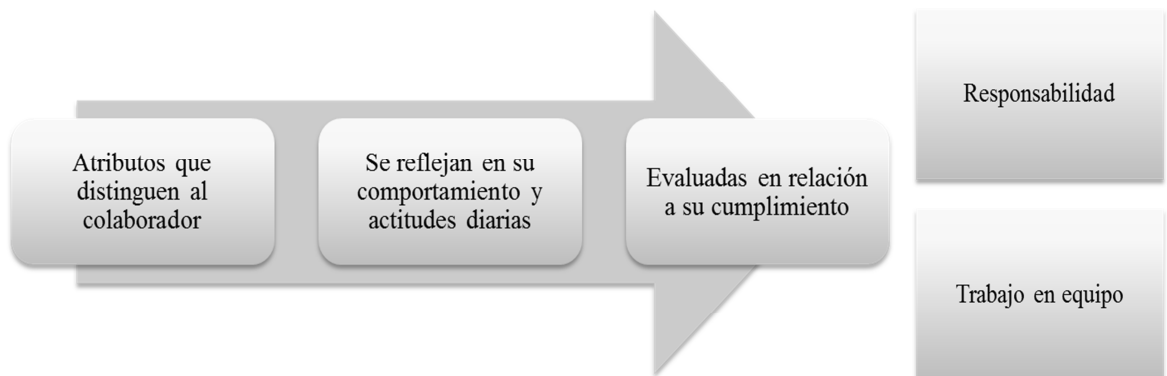 Atributos que
distinguen al
colaborador
Se reflejan en su
comportamiento y
actitudes diarias
Evaluadas en relación
a su cumplimiento
Responsabilidad
Trabajo en equipo